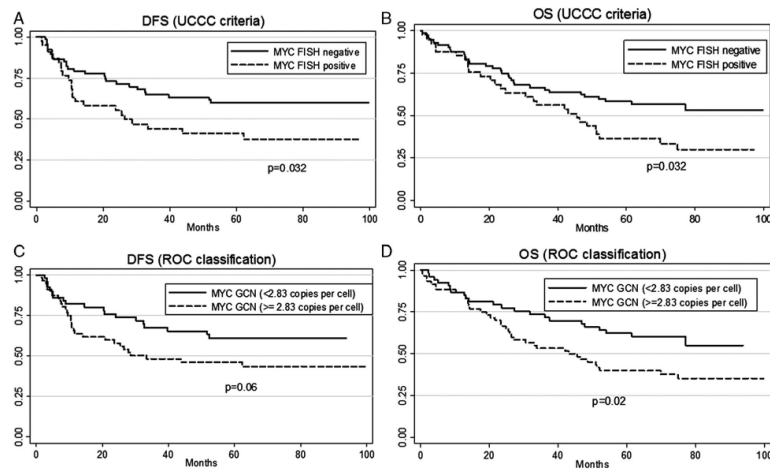 A
DFS (UCCC criteria)
MYC FISH negative
MYC FISH positive
1.00
0.75
0.50
0.25
0.00
p=0.032
0 20 40 60 80 100
Months
B
OS (UCCC criteria)
MYC FISH negative
MYC FISH positive
1.00
0.75
0.50
0.25
0.00
p=0.032
0 20 40 60 80 100
Months
C
DFS (ROC classification)
MYC GCN (<2.83 copies per cell)
MYC GCN (>= 2.83 copies per cell)
1.00
0.75
0.50
0.25
0.00
p=0.06
0 20 40 60 80 100
Months
D
OS (ROC classification)
MYC GCN (<2.83 copies per cell)
MYC GCN (>=2.83 copies per cell)
1.00
0.75
0.50
0.25
0.00
p=0.02
0 20 40 60 80 100
Months